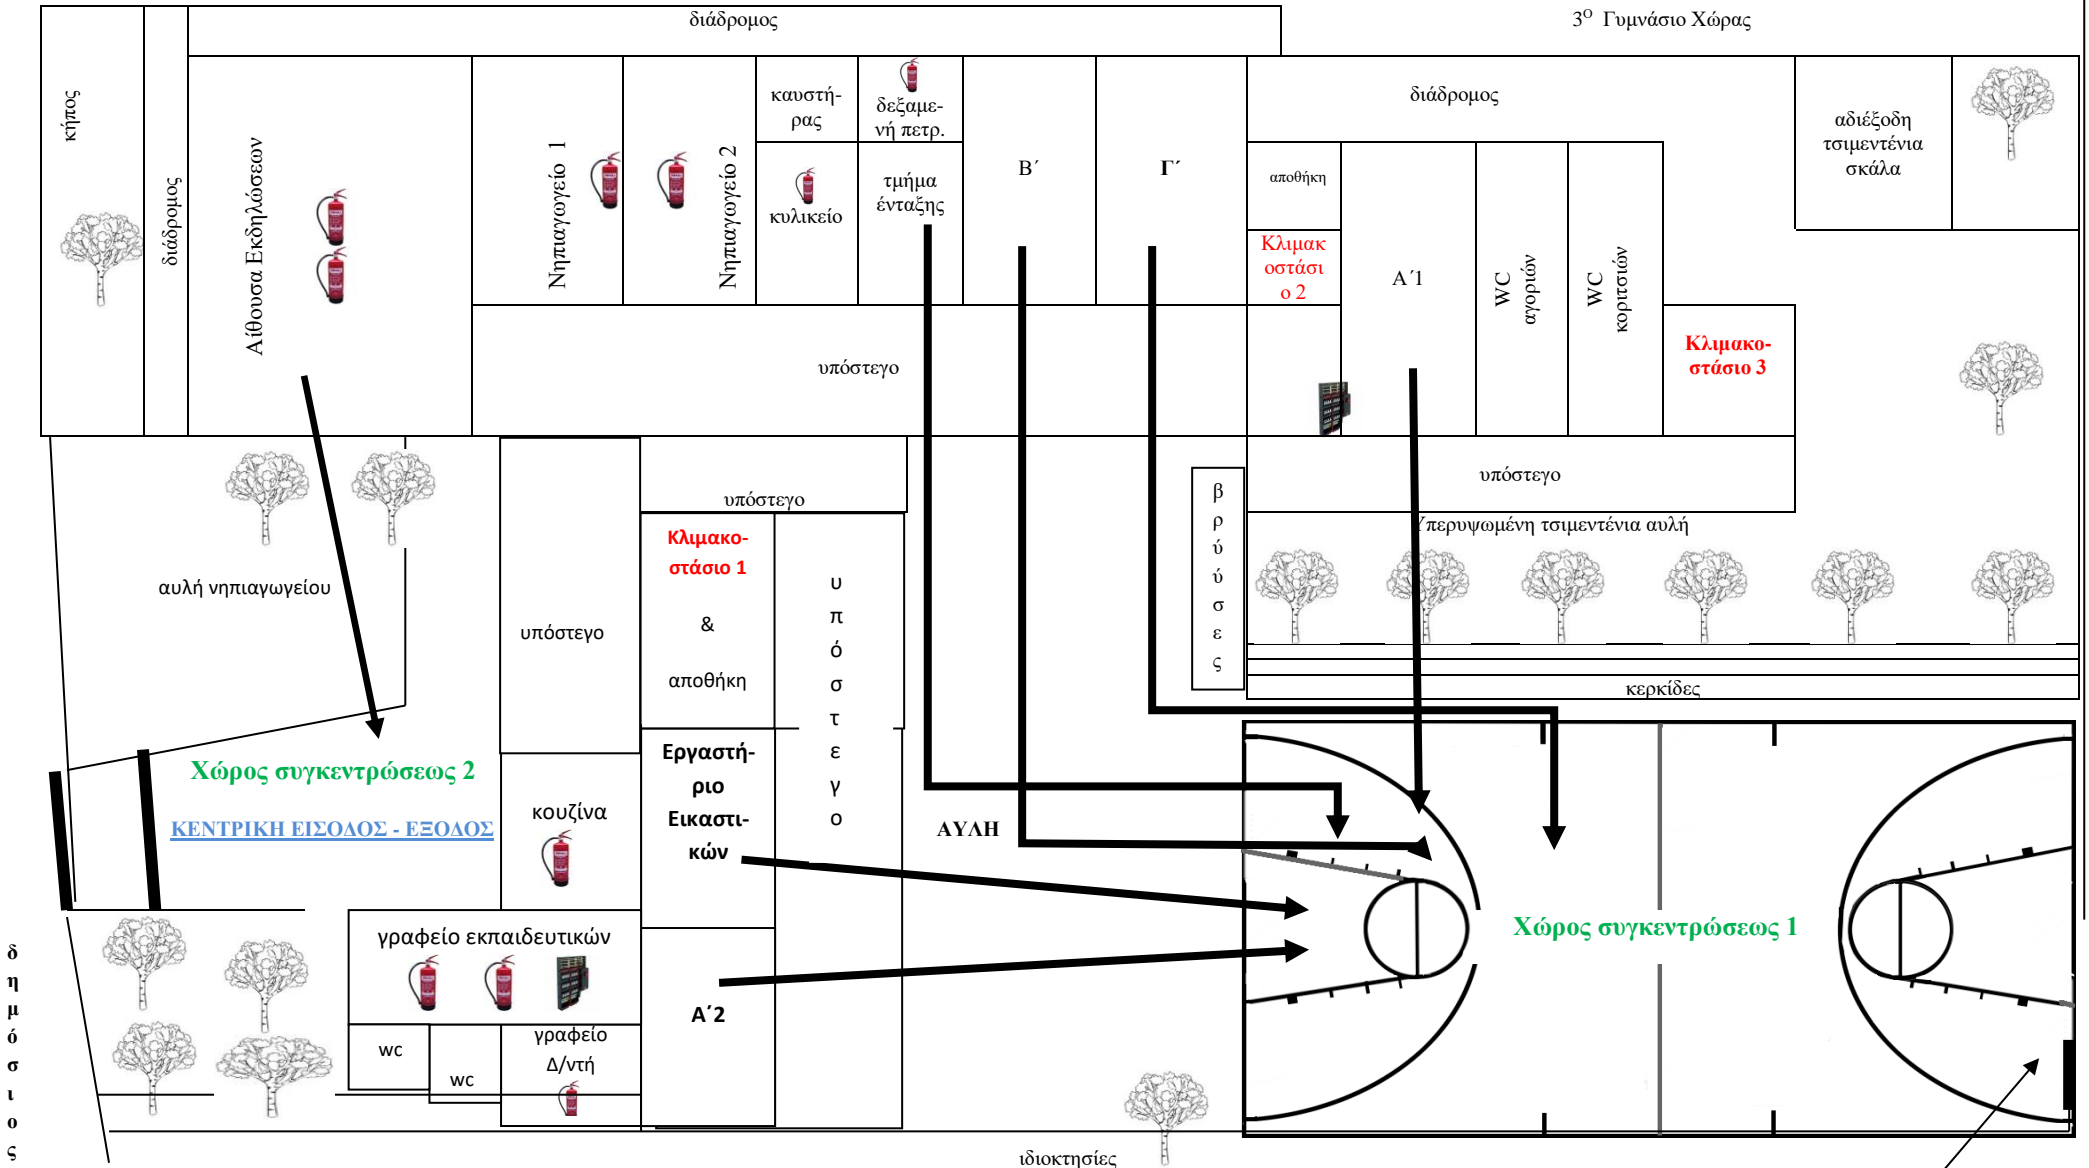 διάδρομος
3Ο Γυμνάσιο Χώρας
κήπος
διάδρομος
Αίθουσα Εκδηλώσεων
Νηπιαγωγείο 1
Νηπιαγωγείο 2
καυστή-
ρας
κυλικείο
δεξαμε-
νή πετρ.
τμήμα
ένταξης
Β΄
Γ΄
διάδρομος
αποθήκη
Κλιμακ
οστάσι
ο 2
Α΄1
WC
αγοριών
WC
κοριτσιών
Κλιμακο-
στάσιο 3
αδιέξοδη
τσιμεντένια
σκάλα
υπόστεγο
υπόστεγο
υπόστεγο
Υπερυψωμένη τσιμεντένια αυλή
βρύύσες
κερκίδες
αυλή νηπιαγωγείου
υπόστεγο
Κλιμακο-
στάσιο 1
&
αποθήκη
υπόστεγο
Χώρος συγκεντρώσεως 2
ΚΕΝΤΡΙΚΗ ΕΙΣΟΔΟΣ - ΕΞΟΔΟΣ
κουζίνα
Εργαστή-
ριο
Εικαστι-
κών
ΑΥΛΗ
Χώρος συγκεντρώσεως 1
γραφείο εκπαιδευτικών
Α΄2
wc
wc
γραφείο
Δ/ντή
δημόσιος
ιδιοκτησίες